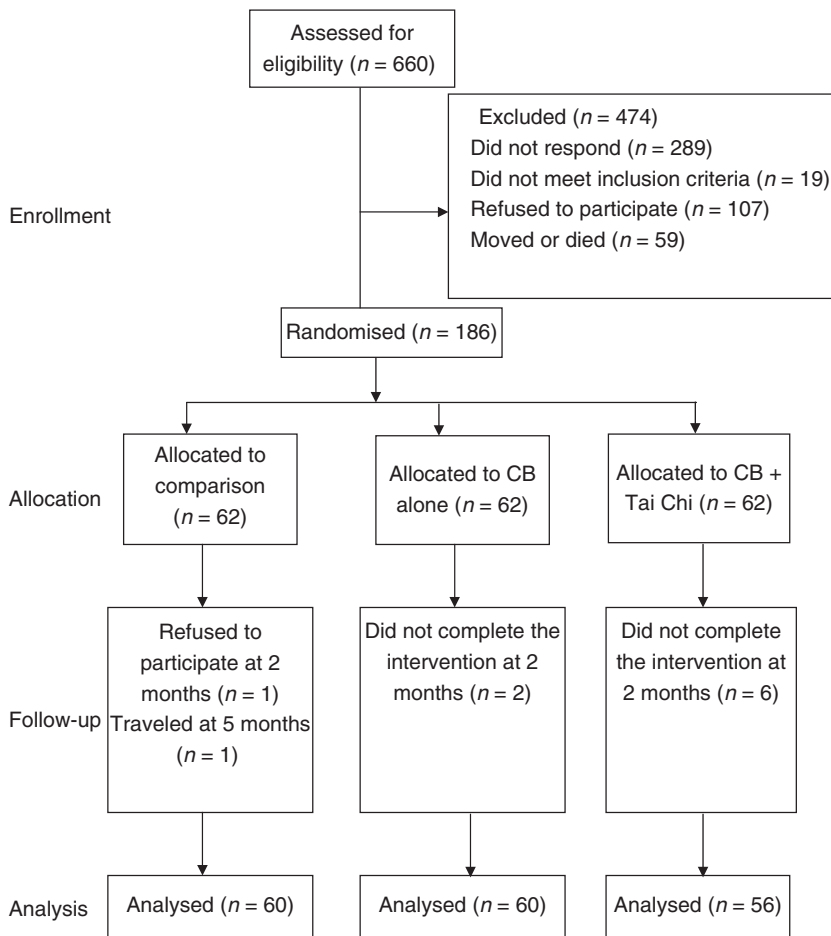 Assessed for
eligibility (n = 660)
Excluded (n = 474)
Did not respond (n = 289)
Did not meet inclusion criteria (n = 19)
Refused to participate (n = 107)
Moved or died (n = 59)
Enrollment
Randomised (n = 186)
Allocation
Allocated to
comparison
(n = 62)
Allocated to CB
alone (n = 62)
Allocated to CB +
Tai Chi (n = 62)
Follow-up
Refused to
participate at 2
months (n = 1)
Traveled at 5 months
(n = 1)
Did not complete the
intervention at 2
months (n = 2)
Did not complete
the intervention at
2 months (n = 6)
Analysis
Analysed (n = 60)
Analysed (n = 60)
Analysed (n = 56)